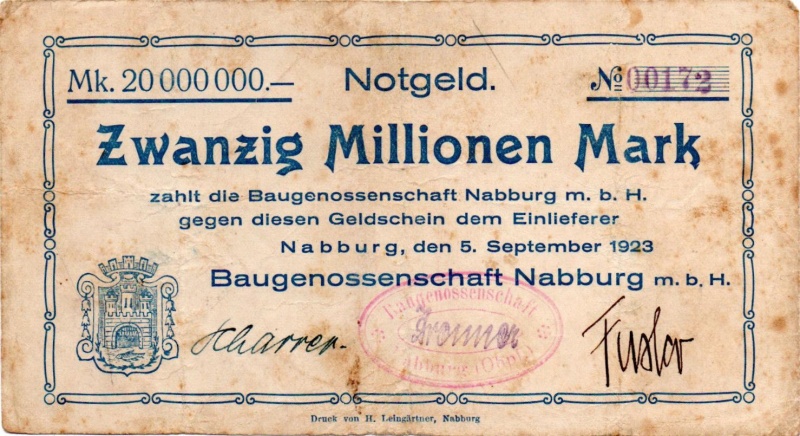 Mk. 20 000 000.— Notgeld. No 00172
Zwanzig Millionen Mark
zahlt die Baugenossenschaft Nabburg m. b. H.
gegen diesen Geldschein dem Einlieferer
Nabburg, den 5. September 1923
Baugenossenschaft Nabburg m. b. H.
Baugenossenschaft
Scharrer.
Nabburg
Druck von H. Leingärtner, Nabburg